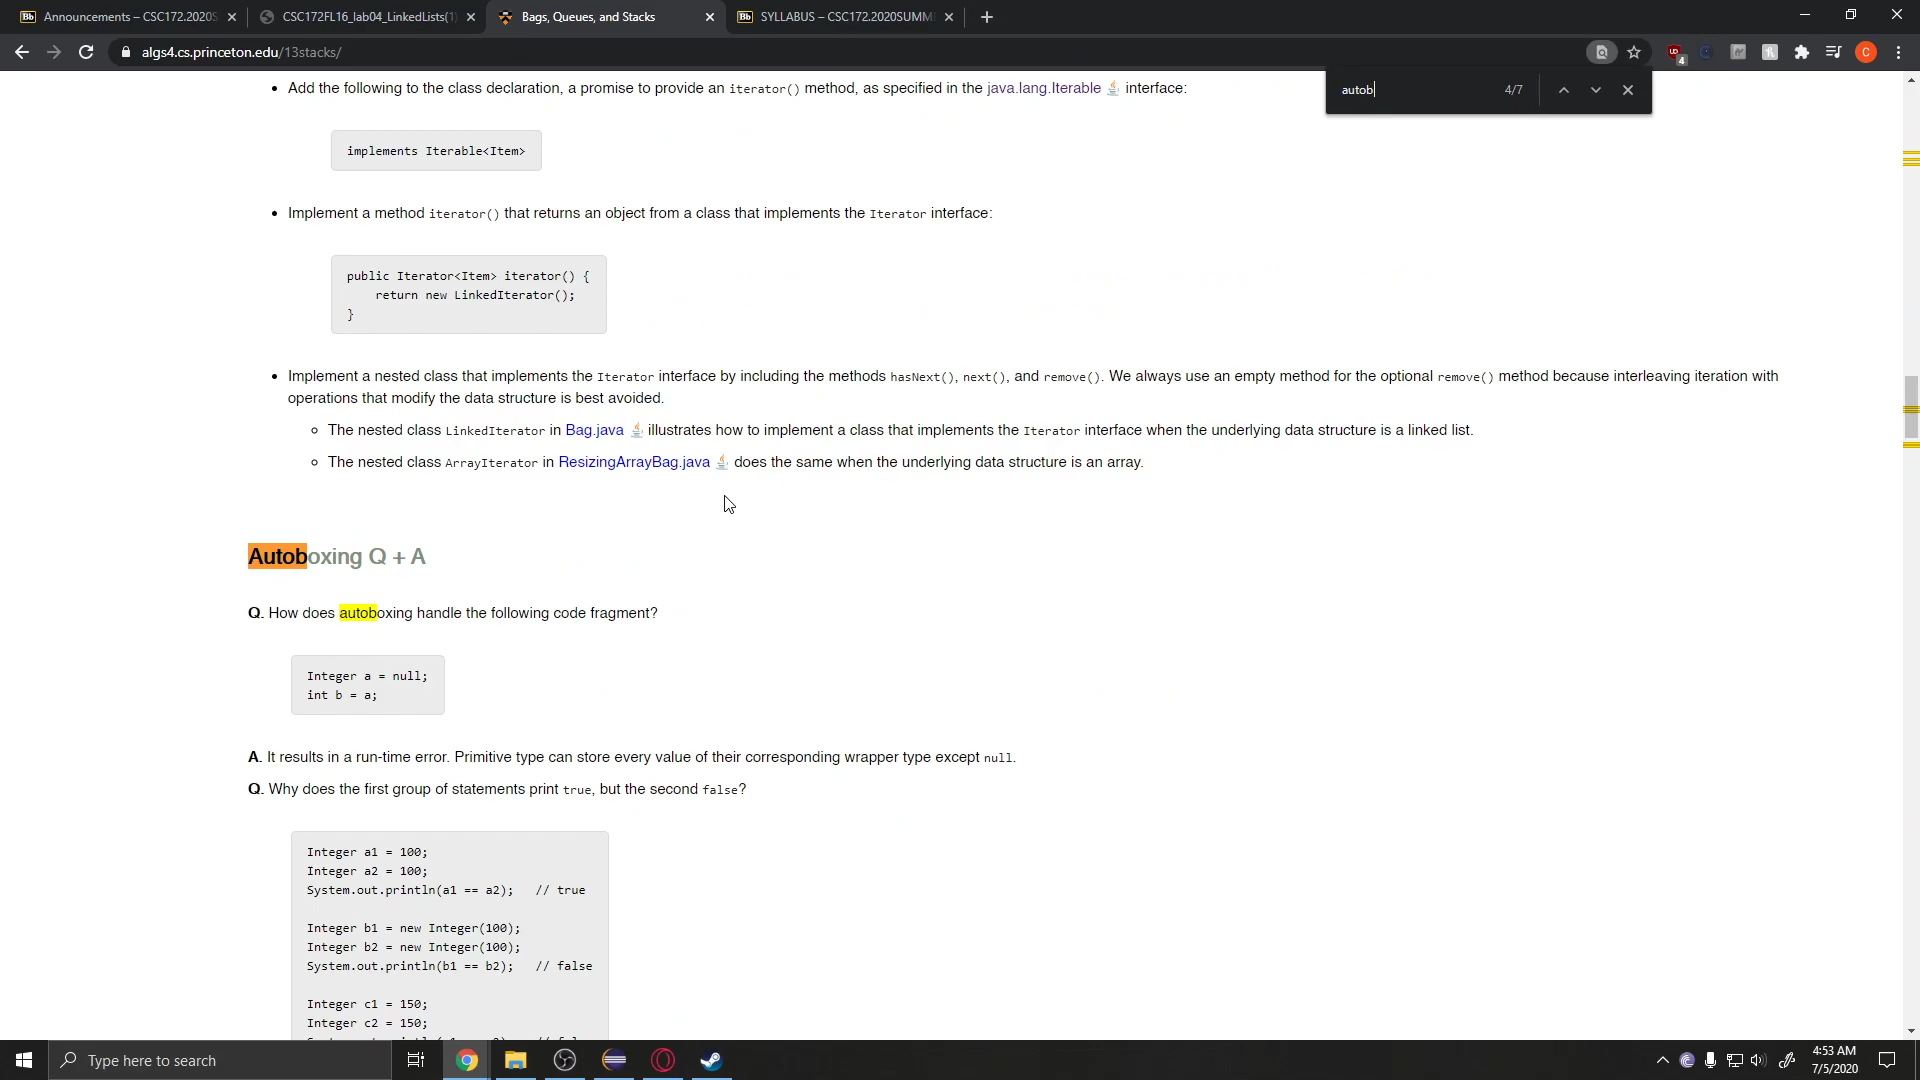 Announcements – CSC172.2020S
CSC172FL16_lab04_LinkedLists(1)
Bags, Queues, and Stacks
Bb SYLLABUS – CSC172.2020SUMM
algs4.cs.princeton.edu/13stacks/
autob 4/7
Add the following to the class declaration, a promise to provide an iterator() method, as specified in the java.lang.Iterable interface:
implements Iterable<Item>
Implement a method iterator() that returns an object from a class that implements the Iterator interface:
public Iterator<Item> iterator() {
return new LinkedIterator();
}
Implement a nested class that implements the Iterator interface by including the methods hasNext(), next(), and remove(). We always use an empty method for the optional remove() method because interleaving iteration with
operations that modify the data structure is best avoided.
The nested class LinkedIterator in Bag.java illustrates how to implement a class that implements the Iterator interface when the underlying data structure is a linked list.
The nested class ArrayIterator in ResizingArrayBag.java does the same when the underlying data structure is an array.
Autoboxing Q + A
Q. How does autoboxing handle the following code fragment?
Integer a = null;
int b = a;
A. It results in a run-time error. Primitive type can store every value of their corresponding wrapper type except null.
Q. Why does the first group of statements print true, but the second false?
Integer a1 = 100;
Integer a2 = 100;
System.out.println(a1 == a2);   // true
Integer b1 = new Integer(100);
Integer b2 = new Integer(100);
System.out.println(b1 == b2);   // false
Integer c1 = 150;
Integer c2 = 150;
Type here to search
4:53 AM
7/5/2020